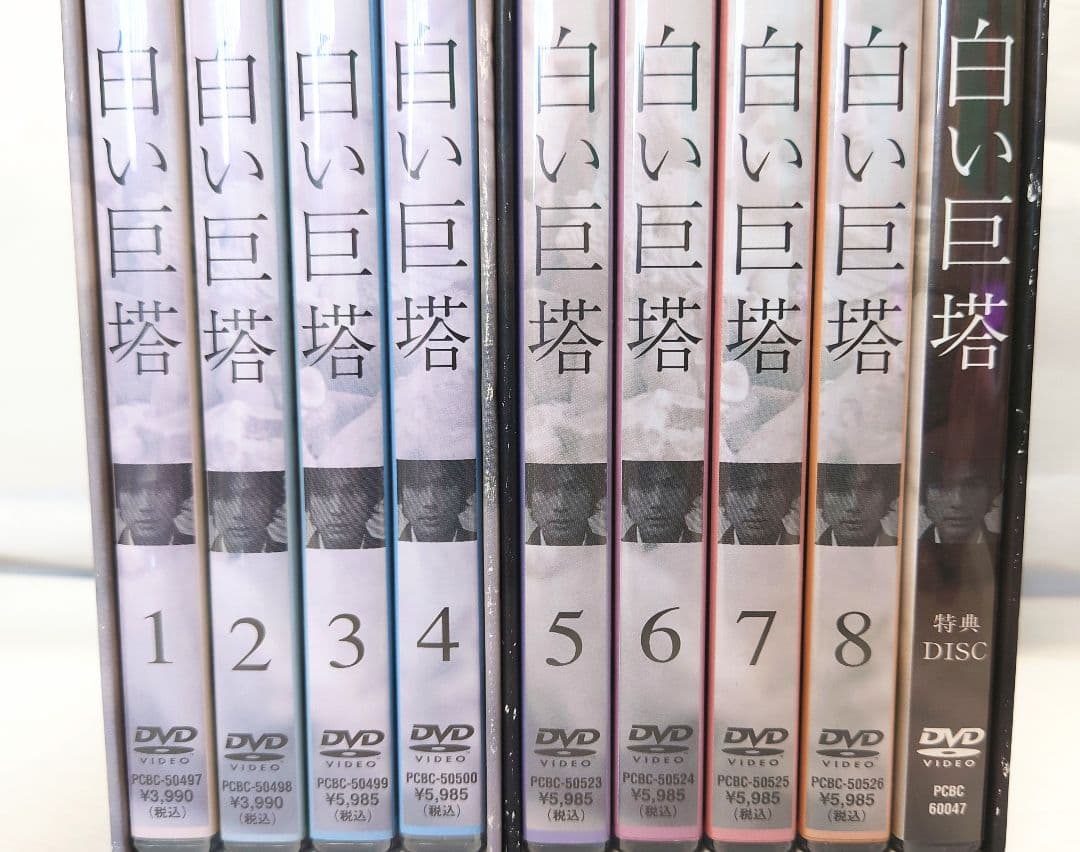 白い巨塔
1
DVD
VIDEO
PCBC-50497
¥3,990
(税込)
白い巨塔
2
DVD
VIDEO
PCBC-50498
¥3,990
(税込)
白い巨塔
3
DVD
VIDEO
PCBC-50499
¥5,985
(税込)
白い巨塔
4
DVD
VIDEO
PCBC-50500
¥5,985
(税込)
白い巨塔
5
DVD
VIDEO
PCBC-50523
¥5,985
(税込)
白い巨塔
6
DVD
VIDEO
PCBC-50524
¥5,985
(税込)
白い巨塔
7
DVD
VIDEO
PCBC-50525
¥5,985
(税込)
白い巨塔
8
DVD
VIDEO
PCBC-50526
¥5,985
(税込)
白い巨塔
特典
DISC
DVD
VIDEO
PCBC
60047